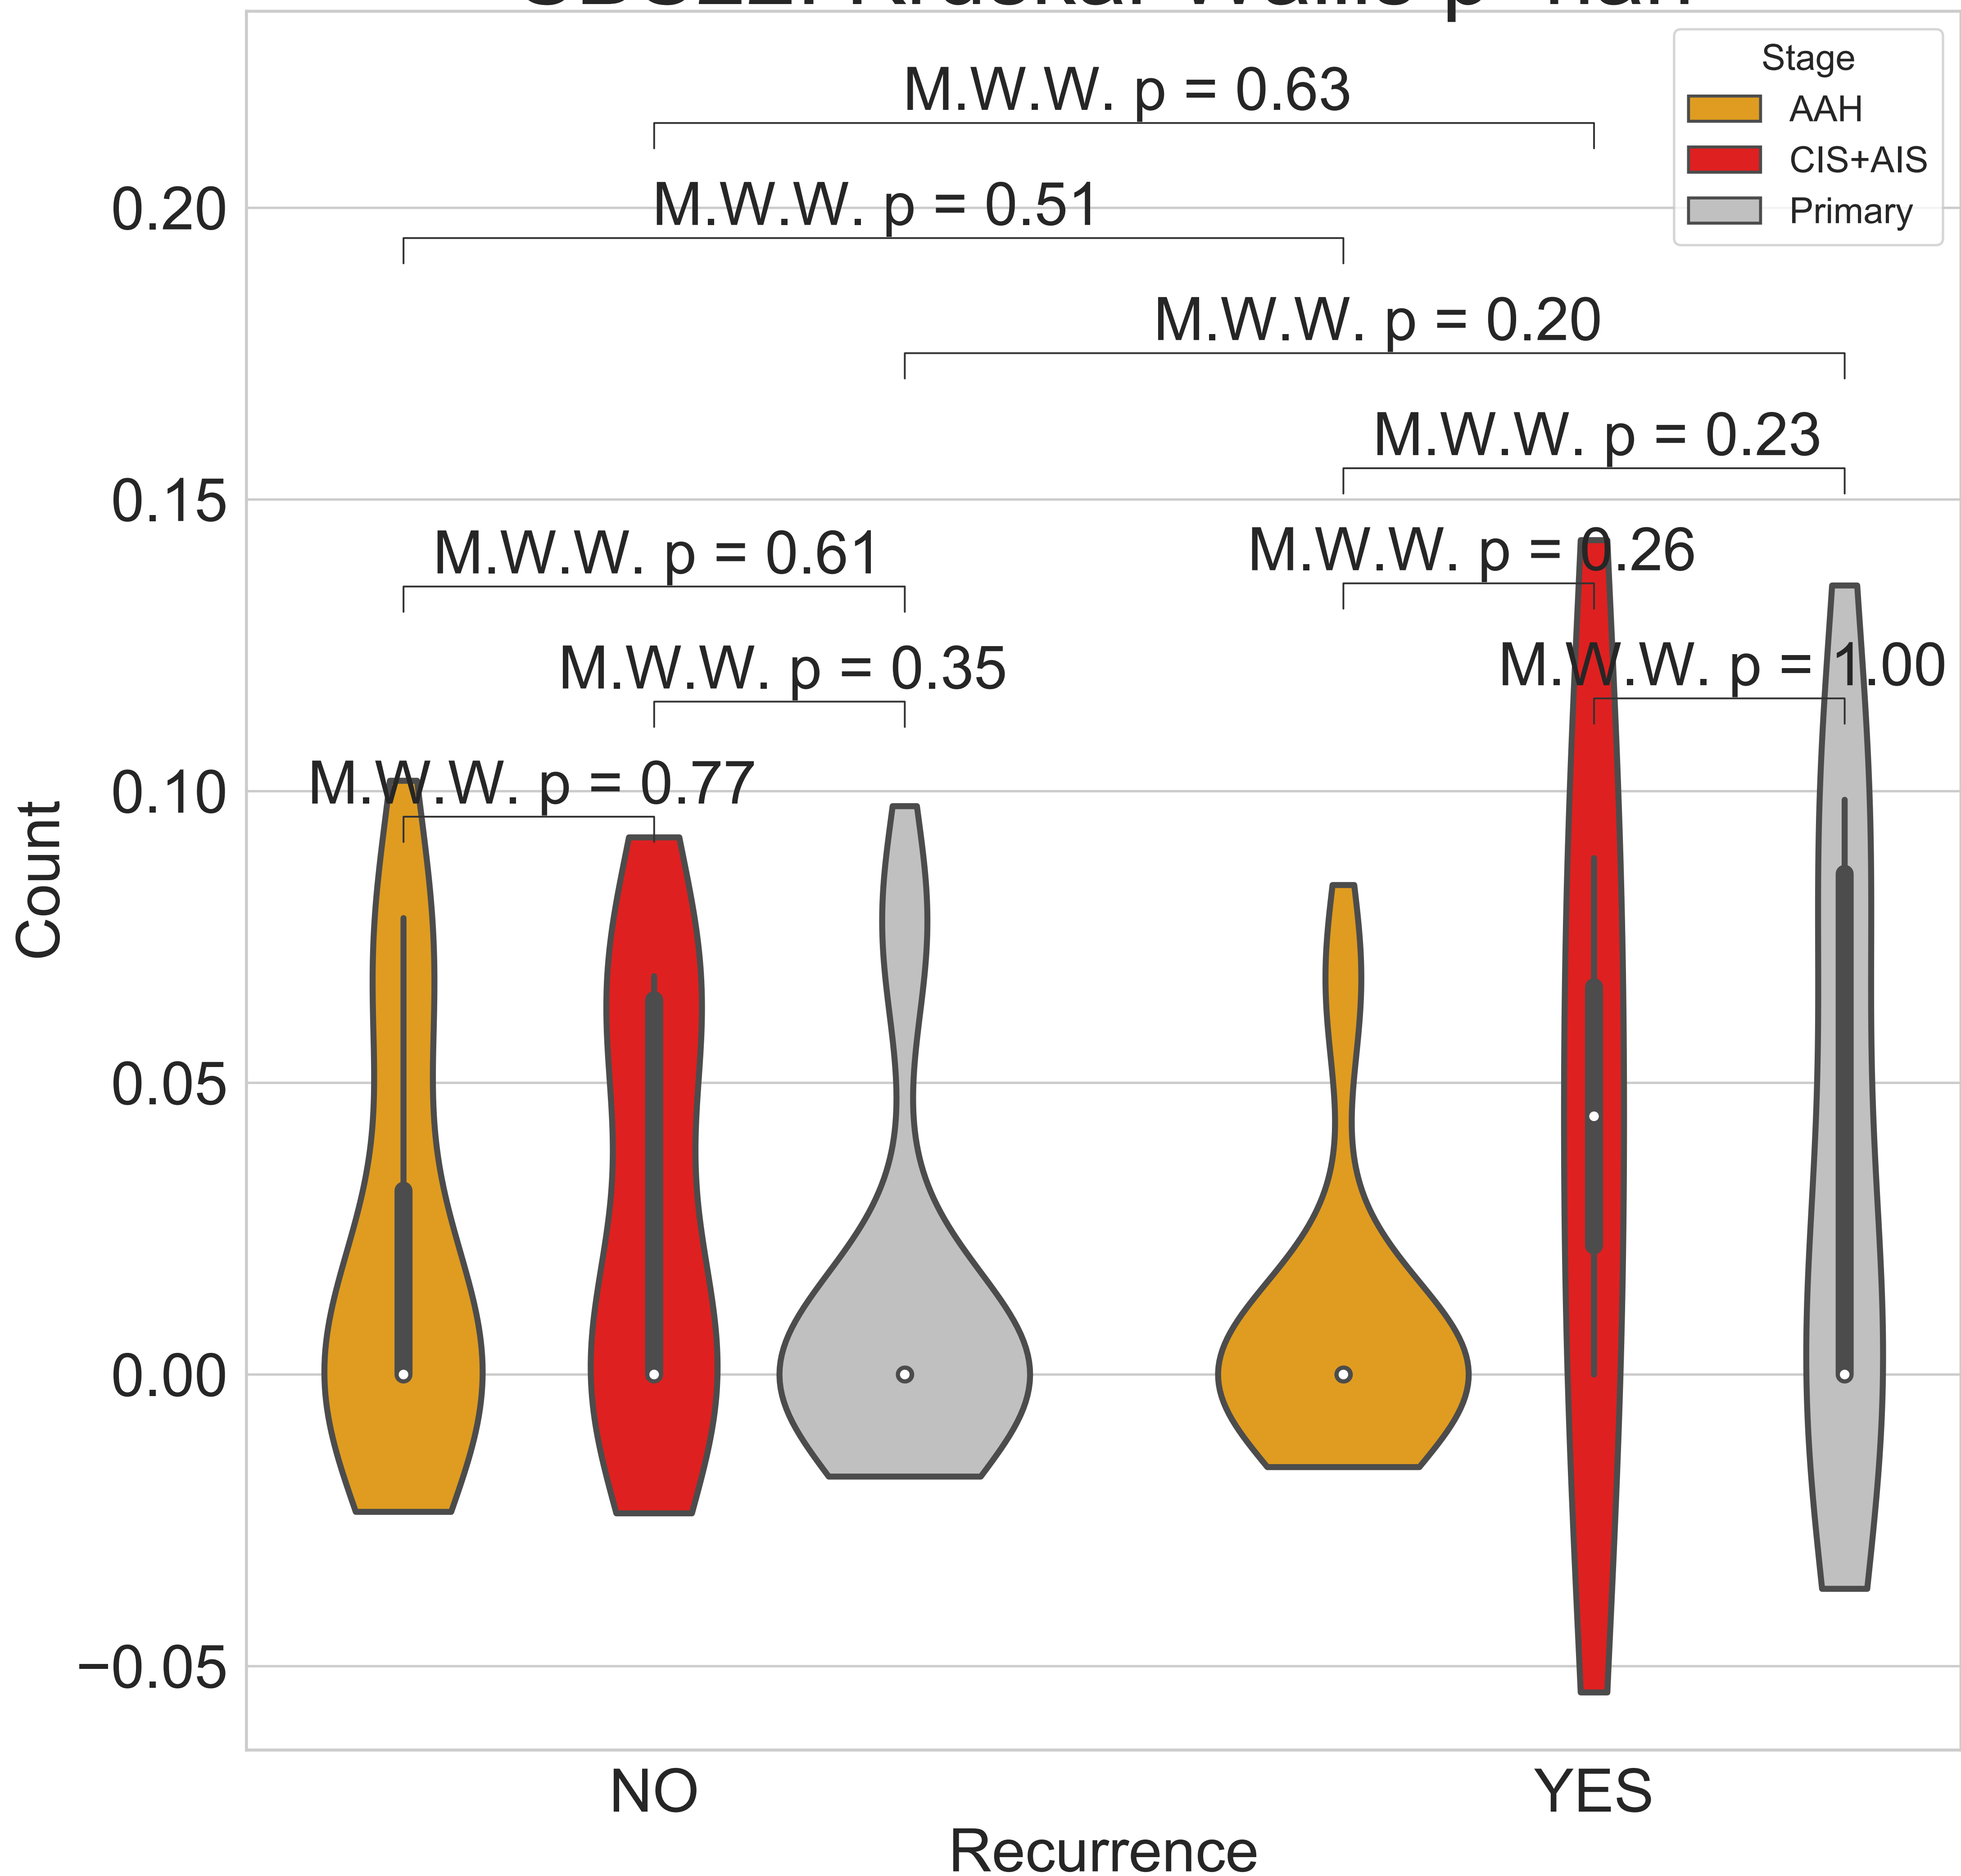 Stage
AAH
CIS+AIS
Primary
M.W.W. p = 0.63
M.W.W. p = 0.51
M.W.W. p = 0.20
M.W.W. p = 0.23
M.W.W. p = 0.61
M.W.W. p = 0.26
M.W.W. p = 0.35
M.W.W. p = 1.00
M.W.W. p = 0.77
0.20
0.15
0.10
0.05
0.00
−0.05
Count
NO
YES
Recurrence